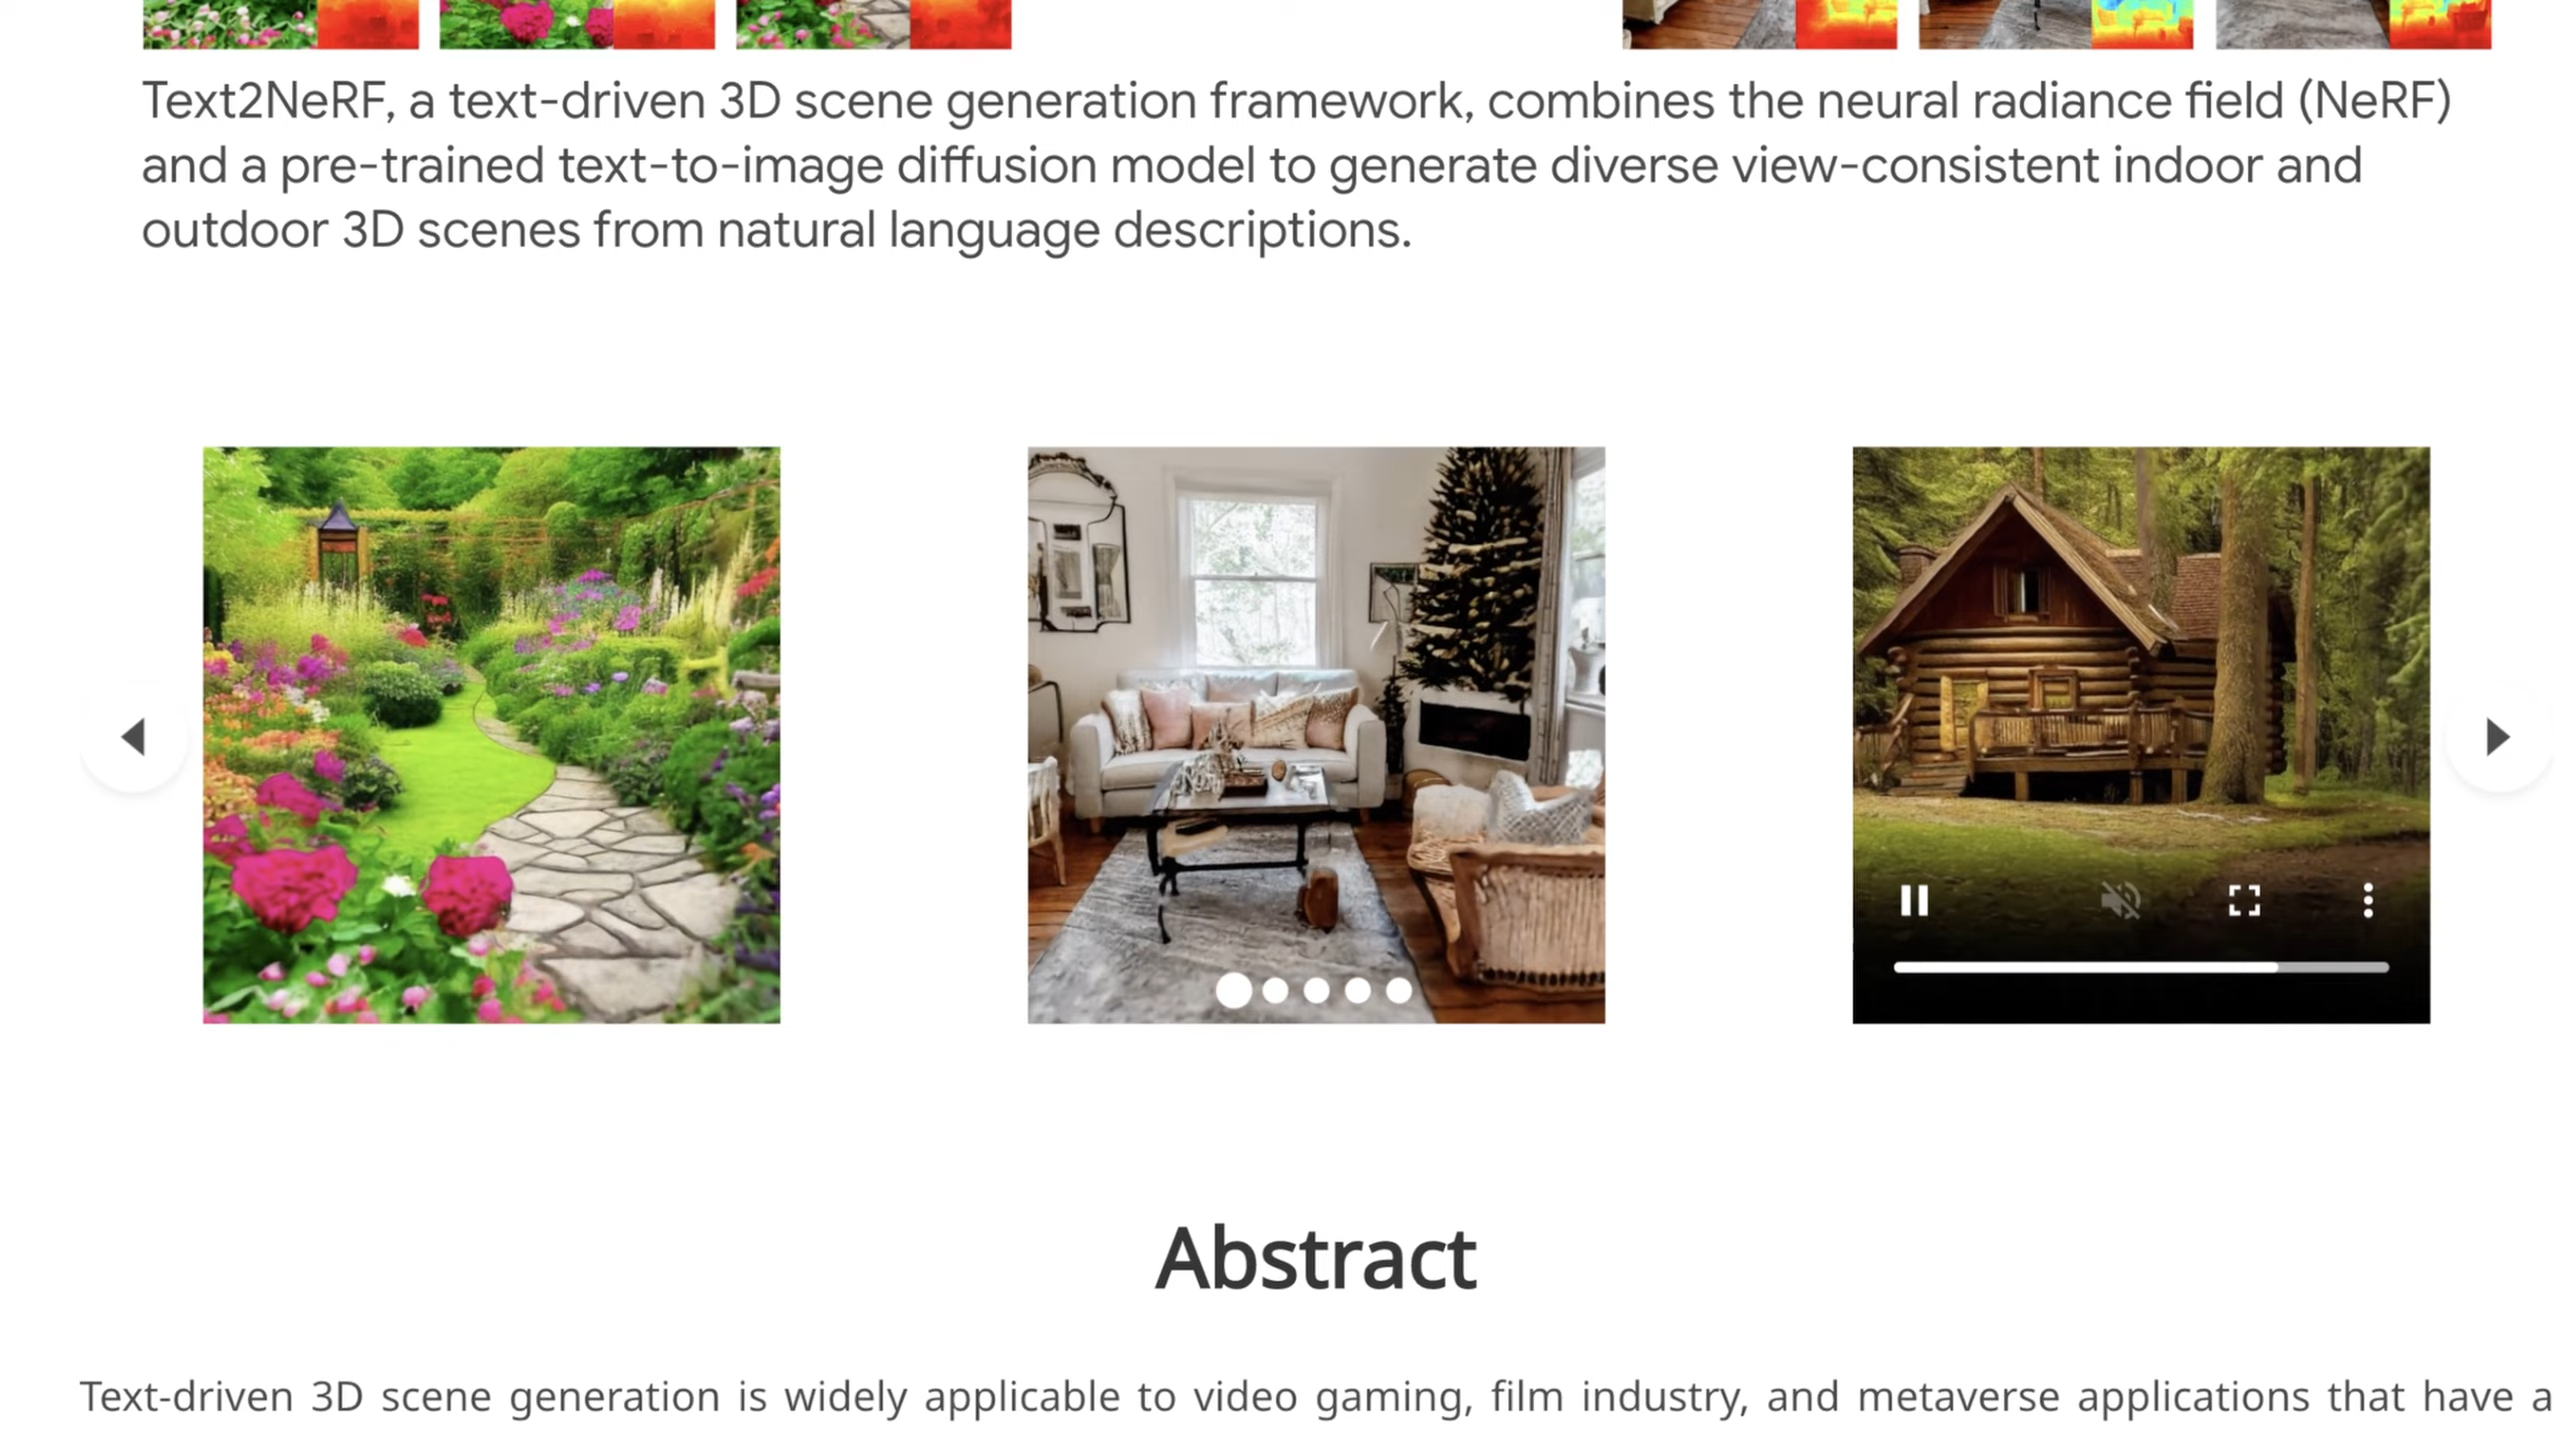 Text2NeRF, a text-driven 3D scene generation framework, combines the neural radiance field (NeRF)
and a pre-trained text-to-image diffusion model to generate diverse view-consistent indoor and
outdoor 3D scenes from natural language descriptions.
Abstract
Text-driven 3D scene generation is widely applicable to video gaming, film industry, and metaverse applications that have a